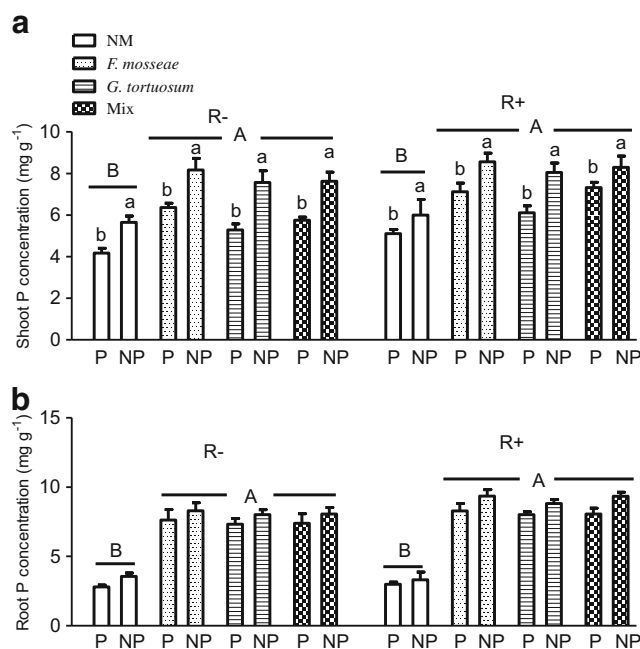 a
NM
F. mosseae
G. tortuosum
Mix
R-
R+
A
A
B
B
b a b a b a b a b a b a b a b a
Shoot P concentration (mg g-1)
10
8
6
4
2
0
P NP P NP P NP P NP P NP P NP P NP P NP
b
R-
R+
A
A
B
B
Root P concentration (mg g-1)
15
10
5
0
P NP P NP P NP P NP P NP P NP P NP P NP